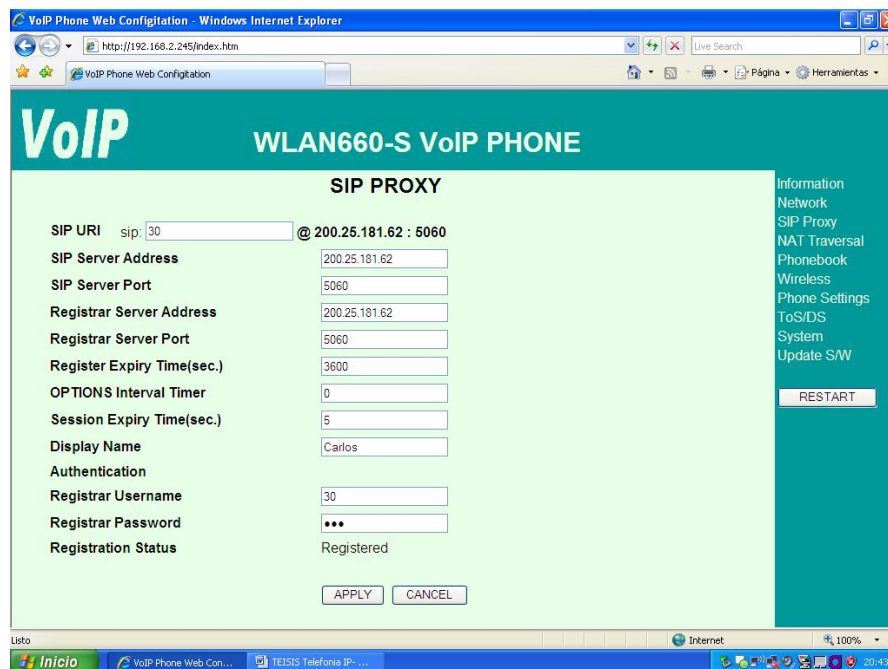 VoIP Phone Web Configitation - Windows Internet Explorer
http://192.168.2.245/index.htm
Live Search
VoIP Phone Web Configitation
Página
Herramientas
VoIP
WLAN660-S VoIP PHONE
SIP PROXY
SIP URI sip: 30 @ 200.25.181.62 : 5060
SIP Server Address 200.25.181.62
SIP Server Port 5060
Registrar Server Address 200.25.181.62
Registrar Server Port 5060
Register Expiry Time(sec.) 3600
OPTIONS Interval Timer 0
Session Expiry Time(sec.) 5
Display Name Carlos
Authentication
Registrar Username 30
Registrar Password •••
Registration Status Registered
APPLY CANCEL
Information
Network
SIP Proxy
NAT Traversal
Phonebook
Wireless
Phone Settings
ToS/DS
System
Update S/W
RESTART
Listo
Internet
100%
Inicio
VoIP Phone Web Con...
TEISIS Telefonia IP- ...
20:43